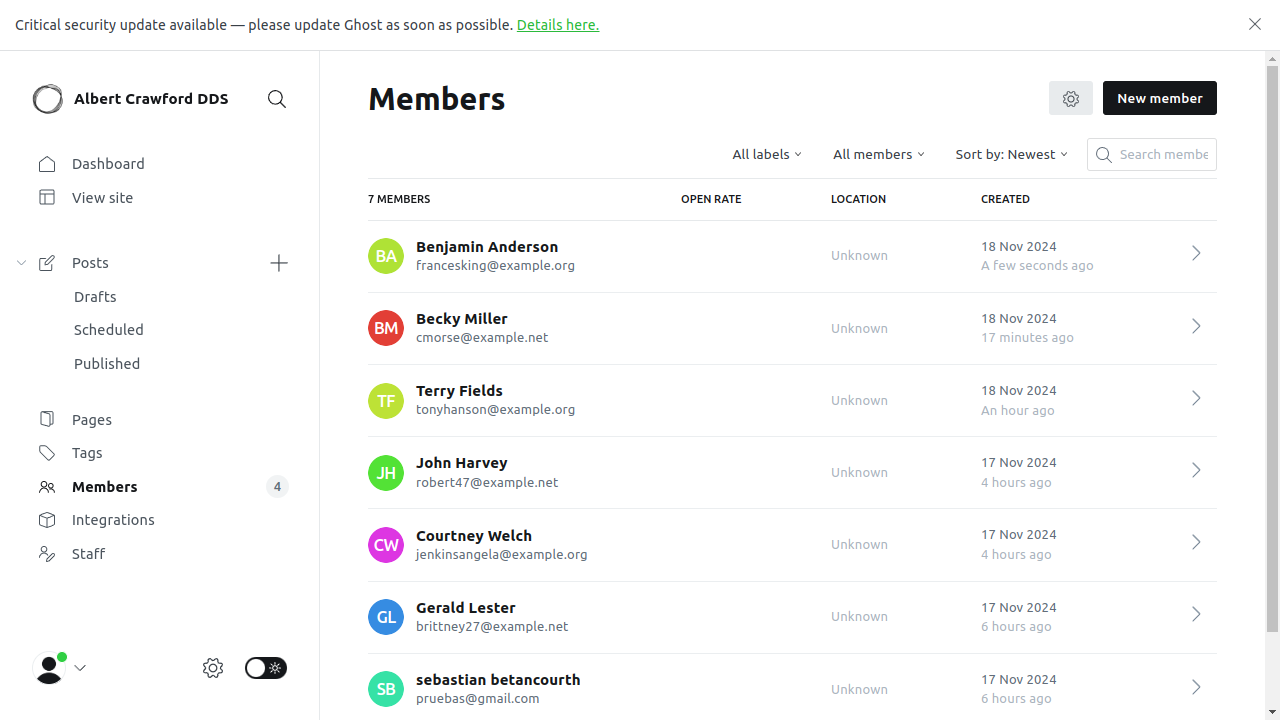 Critical security update available — please update Ghost as soon as possible. Details here.
Albert Crawford DDS
Dashboard
View site
Posts
Drafts
Scheduled
Published
Pages
Tags
Members 4
Integrations
Staff
Members
New member
All labels
All members
Sort by: Newest
Search membe
7 MEMBERS OPEN RATE LOCATION CREATED
BA Benjamin Anderson
francesking@example.org
Unknown
18 Nov 2024
A few seconds ago
BM Becky Miller
cmorse@example.net
Unknown
18 Nov 2024
17 minutes ago
TF Terry Fields
tonyhanson@example.org
Unknown
18 Nov 2024
An hour ago
JH John Harvey
robert47@example.net
Unknown
17 Nov 2024
4 hours ago
CW Courtney Welch
jenkinsangela@example.org
Unknown
17 Nov 2024
4 hours ago
GL Gerald Lester
brittney27@example.net
Unknown
17 Nov 2024
6 hours ago
SB sebastian betancourth
pruebas@gmail.com
Unknown
17 Nov 2024
6 hours ago